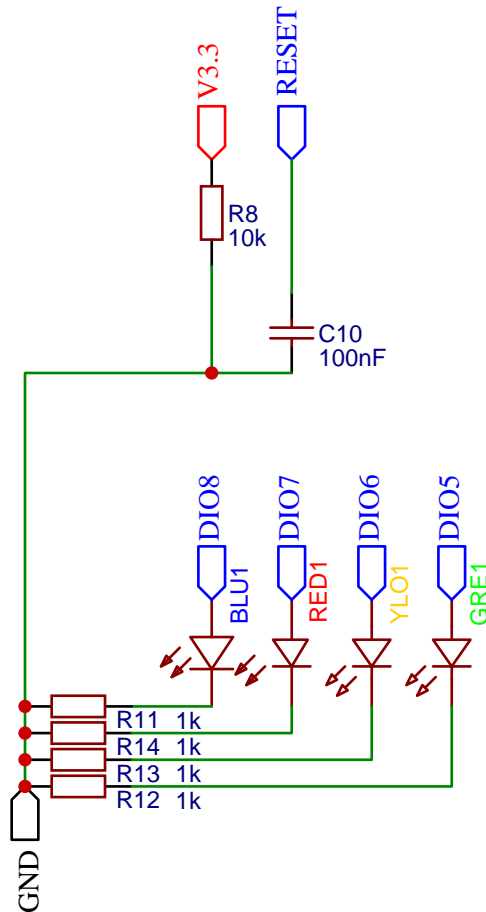 V3.3
RESET
R8
10k
C10
100nF
DIO8
DIO7
DIO6
DIO5
BLU1
RED1
YLO1
GRE1
R11 1k
R14 1k
R13 1k
R12 1k
GND